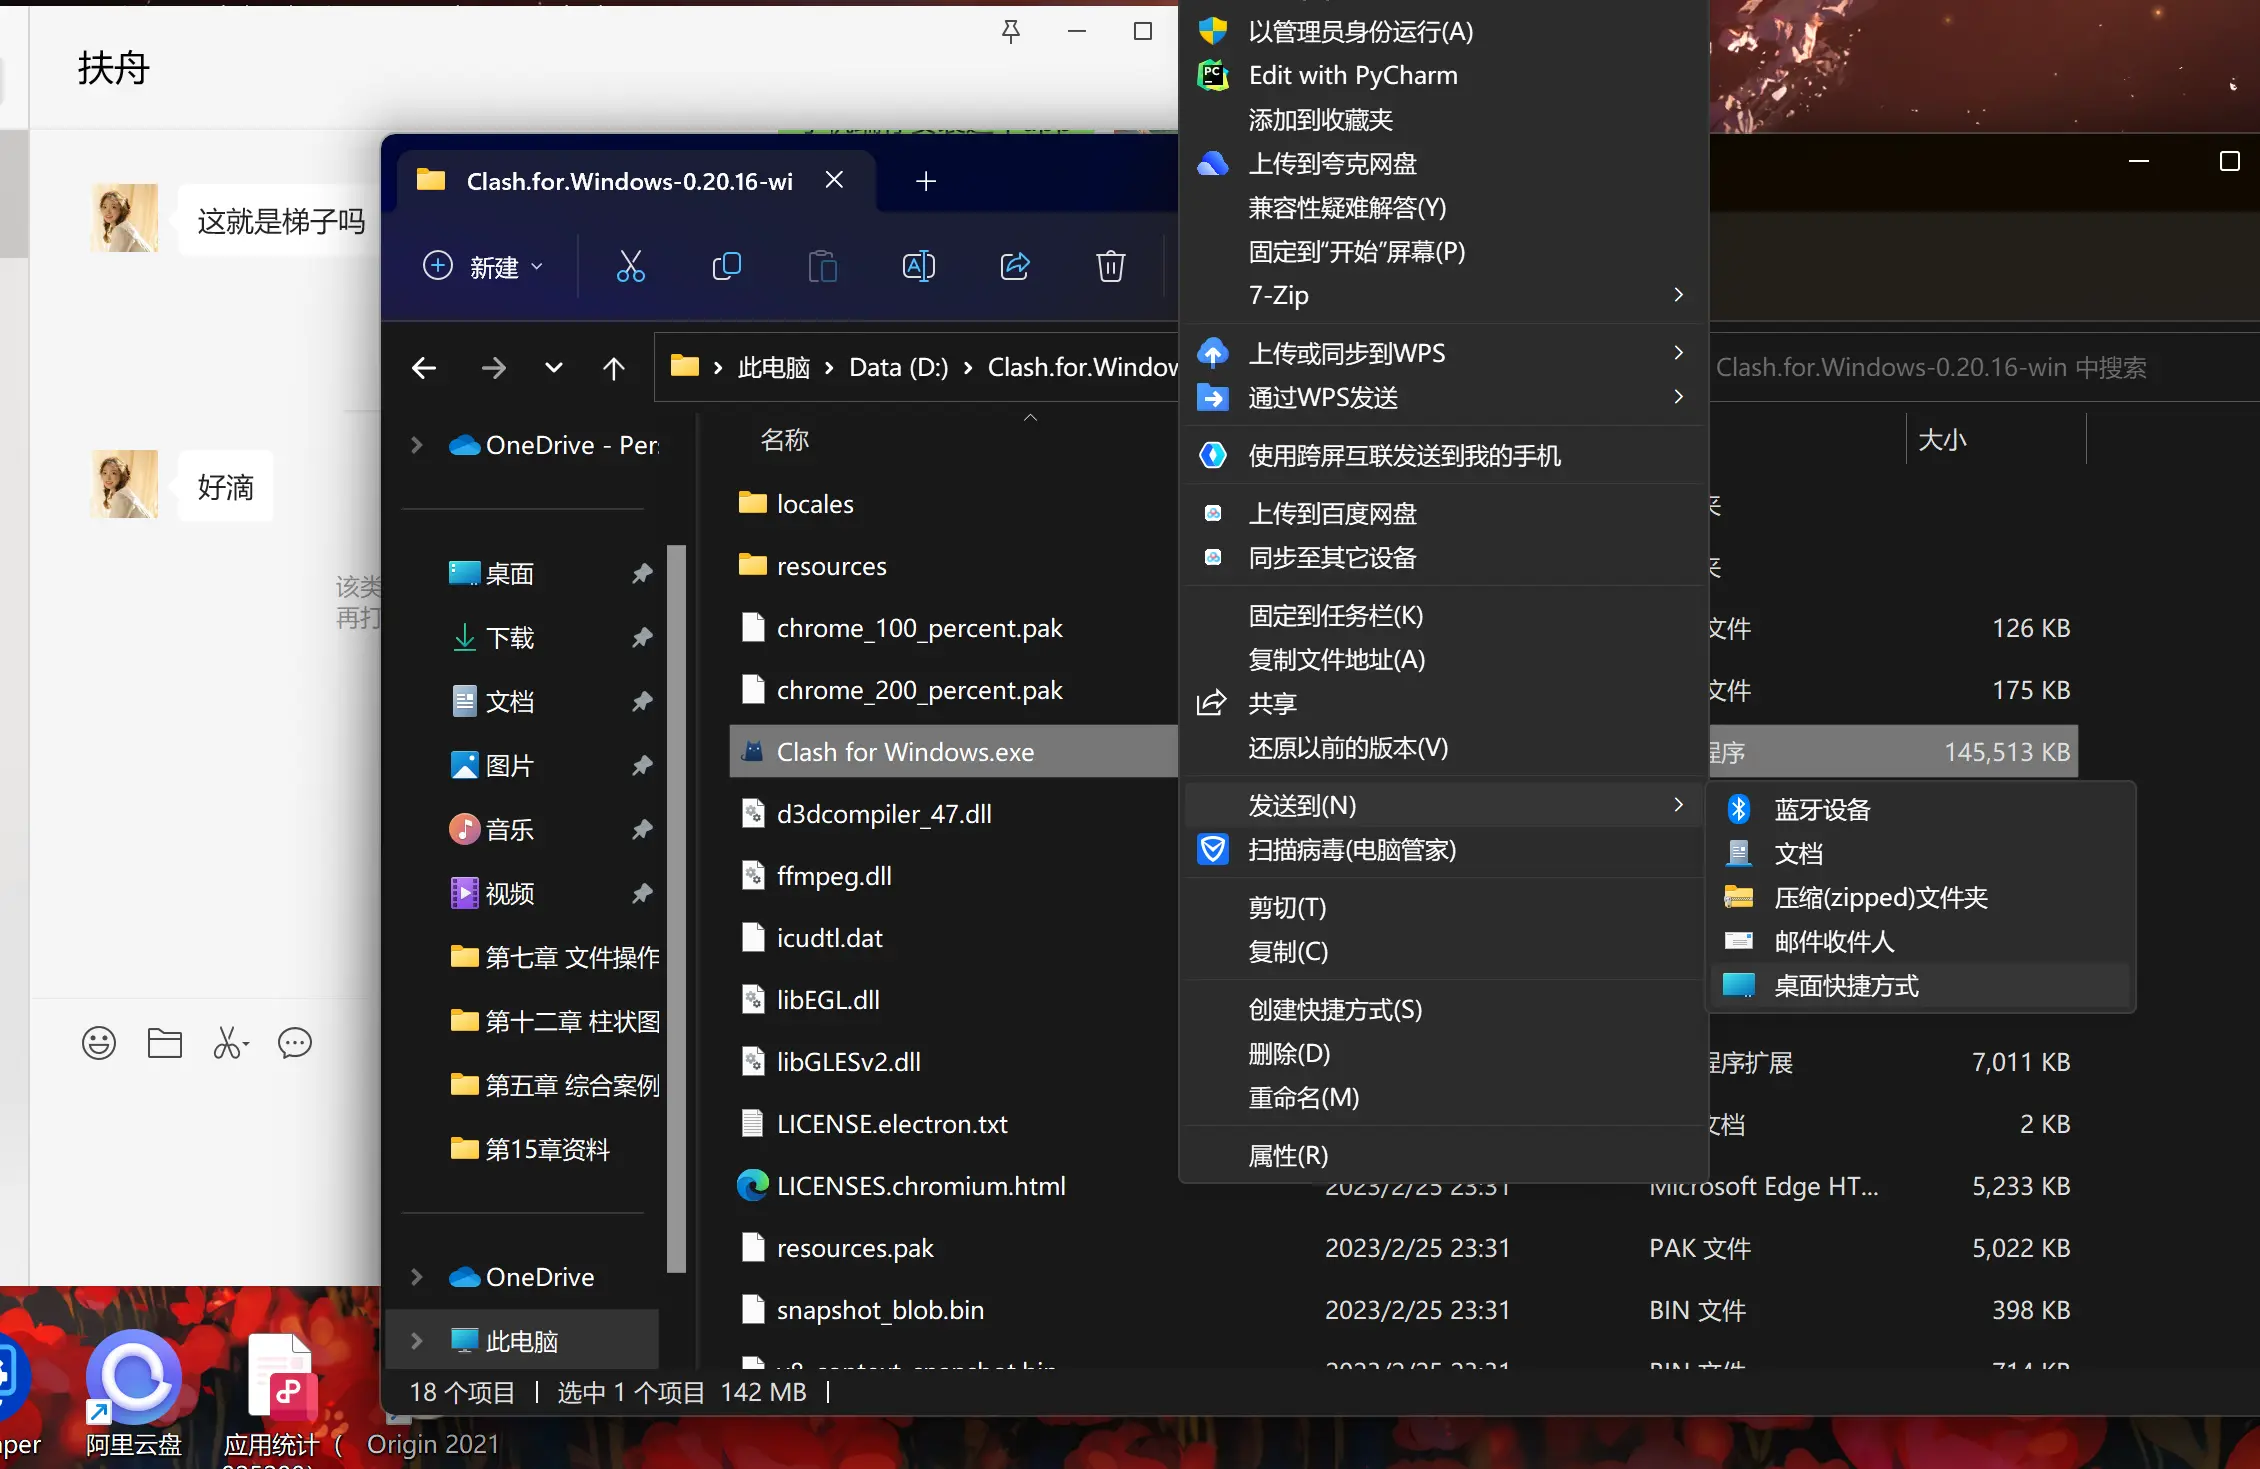 扶舟
这就是梯子吗
好滴
该类
再打
Clash.for.Windows-0.20.16-wi
新建
此电脑
Data (D:)
Clash.for.Window
Clash.for.Windows-0.20.16-win 中搜索
OneDrive - Per
桌面
下载
文档
图片
音乐
视频
第七章 文件操作
第十二章 柱状图
第五章 综合案例
第15章资料
OneDrive
此电脑
名称
大小
locales
resources
chrome_100_percent.pak
文件
126 KB
chrome_200_percent.pak
文件
175 KB
Clash for Windows.exe
程序
145,513 KB
d3dcompiler_47.dll
ffmpeg.dll
icudtl.dat
libEGL.dll
libGLESv2.dll
程序扩展
7,011 KB
LICENSE.electron.txt
文档
2 KB
LICENSES.chromium.html
2023/2/25 23:31
Microsoft Edge HT...
5,233 KB
resources.pak
2023/2/25 23:31
PAK 文件
5,022 KB
snapshot_blob.bin
2023/2/25 23:31
BIN 文件
398 KB
v8_context_snapshot.bin
2023/2/25 23:31
BIN 文件
714 KB
18 个项目
选中 1 个项目 142 MB
以管理员身份运行(A)
Edit with PyCharm
添加到收藏夹
上传到夸克网盘
兼容性疑难解答(Y)
固定到“开始”屏幕(P)
7-Zip
上传或同步到WPS
通过WPS发送
使用跨屏互联发送到我的手机
上传到百度网盘
同步至其它设备
固定到任务栏(K)
复制文件地址(A)
共享
还原以前的版本(V)
发送到(N)
扫描病毒(电脑管家)
剪切(T)
复制(C)
创建快捷方式(S)
删除(D)
重命名(M)
属性(R)
蓝牙设备
文档
压缩(zipped)文件夹
邮件收件人
桌面快捷方式
aper
阿里云盘
应用统计 (
Origin 2021